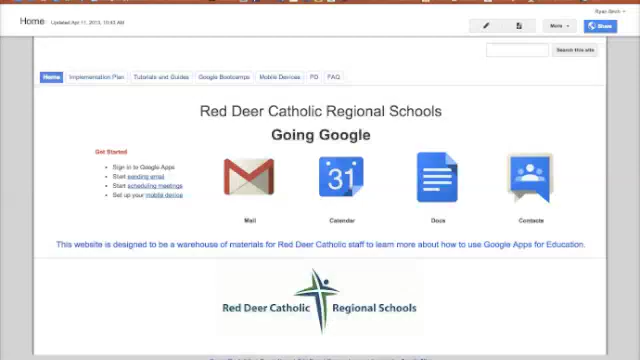 Home Updated Apr 11, 2013, 10:43 AM
More
Share
Search this site
Home Implementation Plan Tutorials and Guides Google Bootcamps Mobile Devices PD FAQ
Red Deer Catholic Regional Schools
Going Google
Get Started
Sign in to Google Apps
Start sending email
Start scheduling meetings
Set up your mobile device
31
Mail Calendar Docs Contacts
This website is designed to be a warehouse of materials for Red Deer Catholic staff to learn more about how to use Google Apps for Education.
Red Deer Catholic Regional Schools